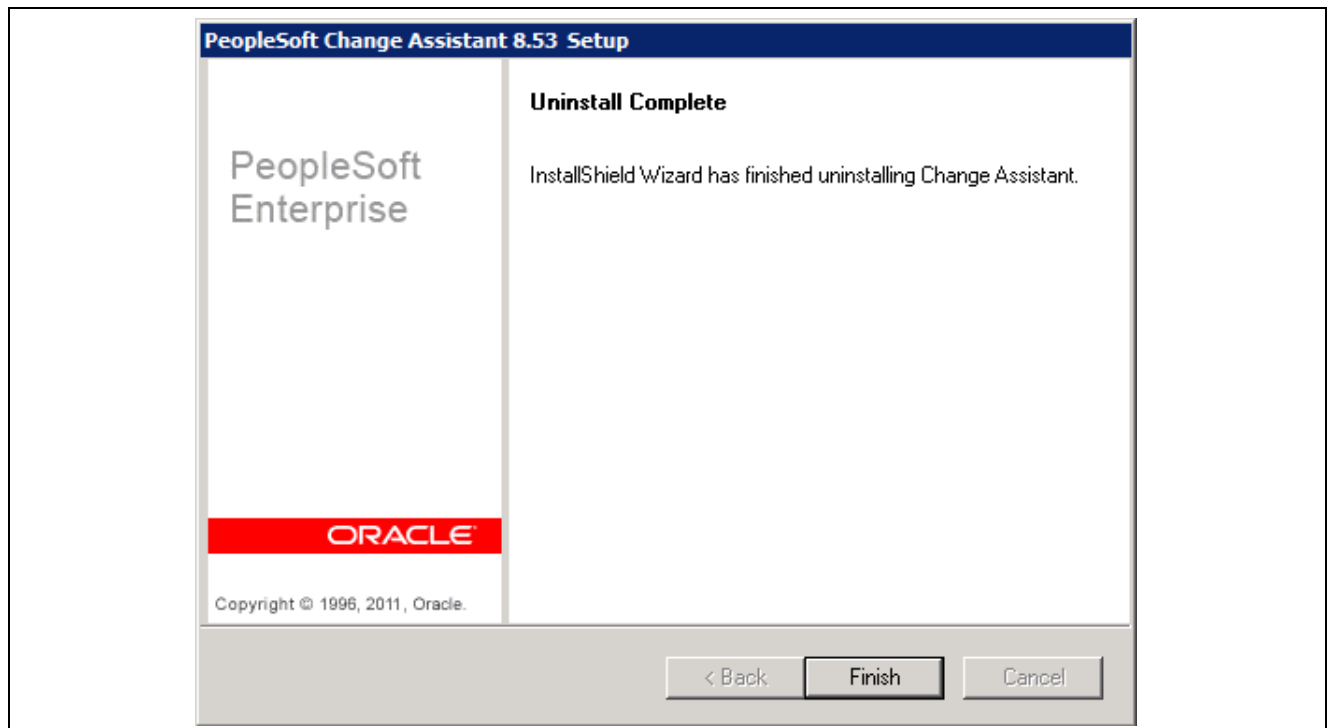 PeopleSoft Change Assistant 8.53 Setup
PeopleSoft
Enterprise
Uninstall Complete
InstallShield Wizard has finished uninstalling Change Assistant.
ORACLE
Copyright © 1996, 2011, Oracle.
< Back
Finish
Cancel